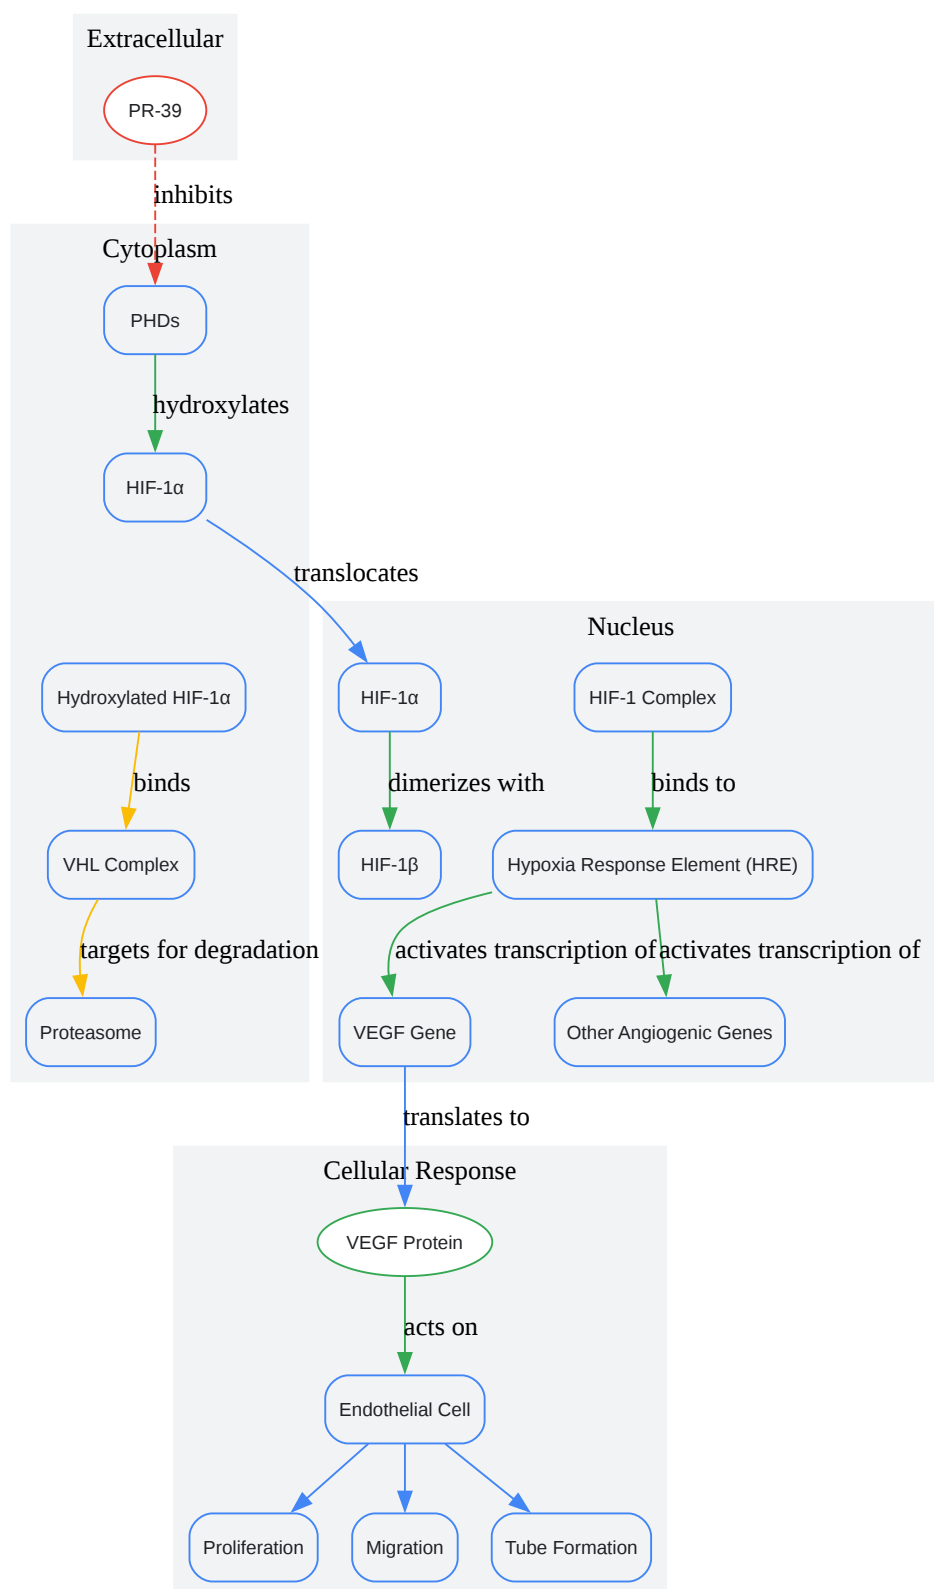 Extracellular
PR-39
inhibits
Cytoplasm
PHDs
hydroxylates
HIF-1α
translocates
Nucleus
Hydroxylated HIF-1α
HIF-1α
HIF-1 Complex
binds
dimerizes with
binds to
VHL Complex
HIF-1β
Hypoxia Response Element (HRE)
targets for degradation
activates transcription of
activates transcription of
Proteasome
VEGF Gene
Other Angiogenic Genes
translates to
Cellular Response
VEGF Protein
acts on
Endothelial Cell
Proliferation
Migration
Tube Formation